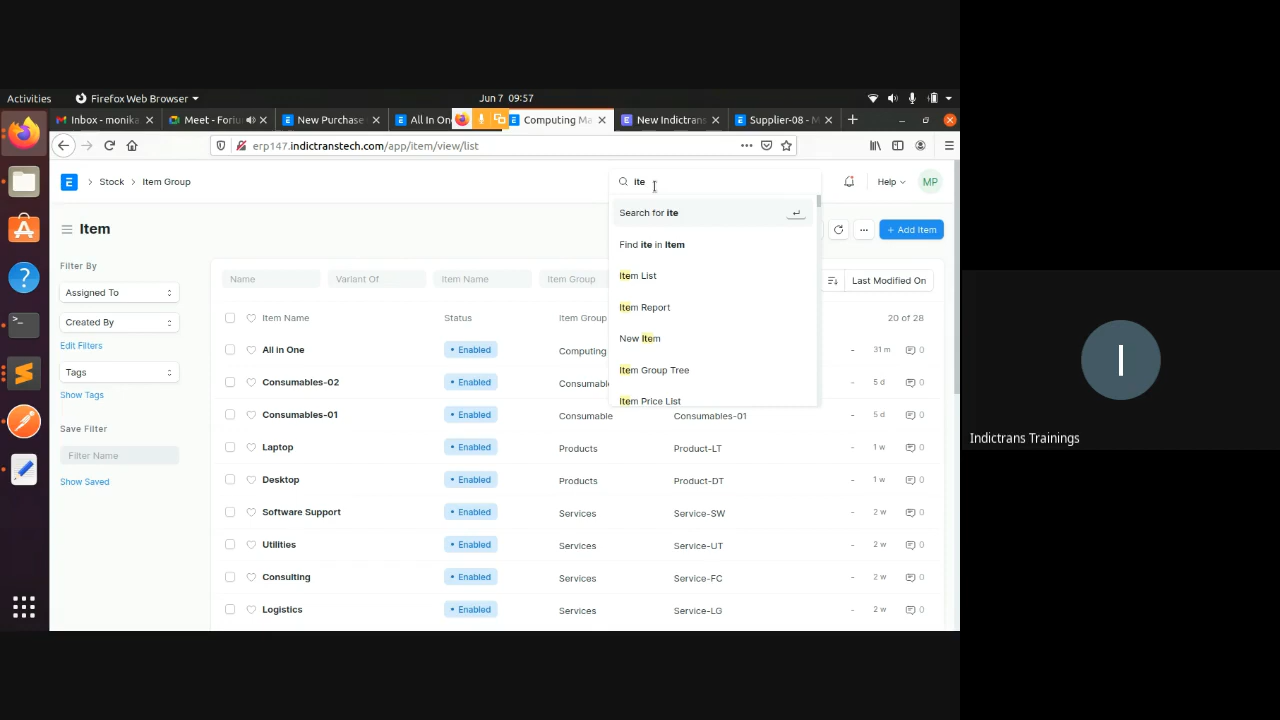 Activities
Firefox Web Browser
Jun 7 09:57
Inbox - monika
Meet - Foriu
New Purchase
All In On
Computing Ma
New Indictrans
Supplier-08 - M
erp147.indictranstech.com/app/item/view/list
E
Stock
Item Group
ite
Help
MP
Item
Search for ite
Find ite in Item
Item List
Item Report
New Item
Item Group Tree
Item Price List
+ Add Item
Filter By
Assigned To
Created By
Edit Filters
Tags
Show Tags
Save Filter
Filter Name
Show Saved
Name
Variant Of
Item Name
Item Group
Last Modified On
Item Name
Status
Item Group
20 of 28
All In One
Enabled
Computing
- 31 m 0
Consumables-02
Enabled
Consumable
- 5 d 0
Consumables-01
Enabled
Consumable
Consumables-01
- 5 d 0
Laptop
Enabled
Products
Product-LT
- 1 w 0
Desktop
Enabled
Products
Product-DT
- 1 w 0
Software Support
Enabled
Services
Service-SW
- 2 w 0
Utilities
Enabled
Services
Service-UT
- 2 w 0
Consulting
Enabled
Services
Service-FC
- 2 w 0
Logistics
Enabled
Services
Service-LG
- 2 w 0
I
Indictrans Trainings